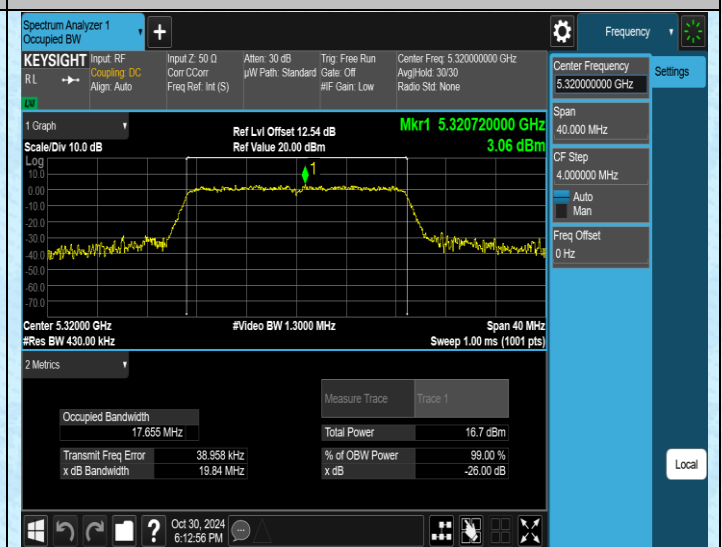 Spectrum Analyzer 1
Occupied BW
+
Frequency
KEYSIGHT
RL
Input: RF
Coupling: DC
Align: Auto
Input Z: 50 Ω
Corr CCorr
Freq Ref: Int (S)
Atten: 30 dB
µW Path: Standard
Trig: Free Run
Gate: Off
#IF Gain: Low
Center Freq: 5.320000000 GHz
Avg|Hold: 30/30
Radio Std: None
Center Frequency
5.320000000 GHz
Settings
Span
40.000 MHz
CF Step
4.000000 MHz
Auto
Man
Freq Offset
0 Hz
Local
1 Graph
Scale/Div 10.0 dB
Ref Lvl Offset 12.54 dB
Ref Value 20.00 dBm
Mkr1 5.320720000 GHz
3.06 dBm
Log
10.0
0.00
-10.0
-20.0
-30.0
-40.0
-50.0
-60.0
-70.0
1
Center 5.32000 GHz
#Res BW 430.00 kHz
#Video BW 1.3000 MHz
Span 40 MHz
Sweep 1.00 ms (1001 pts)
2 Metrics
Measure Trace
Trace 1
Occupied Bandwidth
17.655 MHz
Total Power
16.7 dBm
Transmit Freq Error
38.958 kHz
% of OBW Power
99.00 %
x dB Bandwidth
19.84 MHz
x dB
-26.00 dB
?
Oct 30, 2024
6:12:56 PM